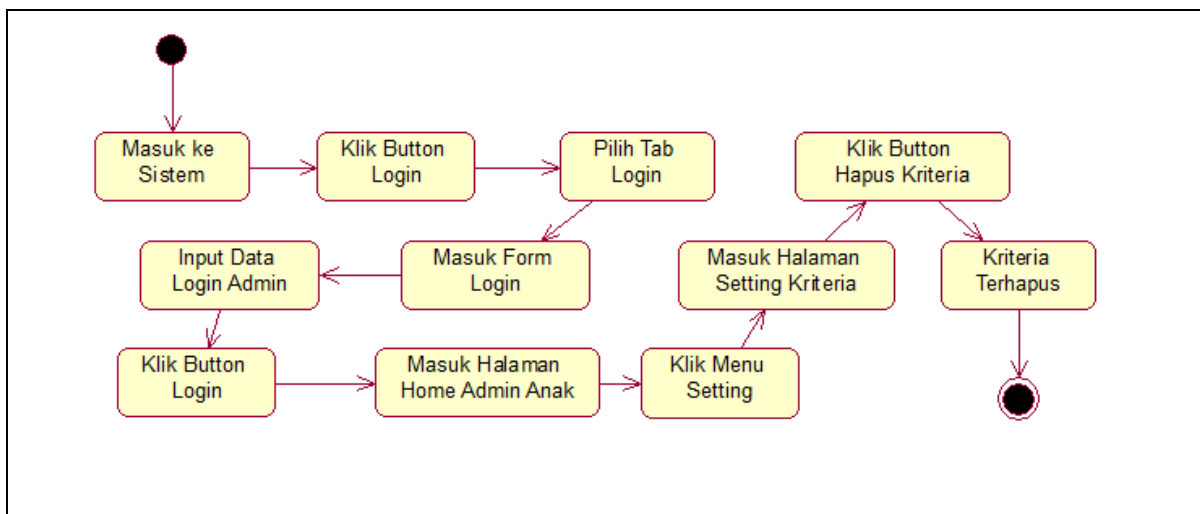 Masuk ke
Sistem
Klik Button
Login
Pilih Tab
Login
Klik Button
Hapus Kriteria
Input Data
Login Admin
Masuk Form
Login
Masuk Halaman
Setting Kriteria
Kriteria
Terhapus
Klik Button
Login
Masuk Halaman
Home Admin Anak
Klik Menu
Setting